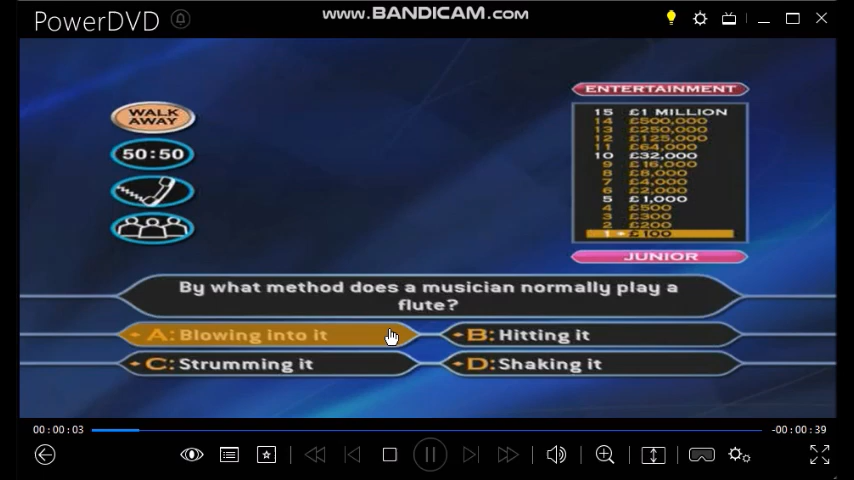 PowerDVD
www.BANDICAM.com
WALK AWAY
50:50
ENTERTAINMENT
15 £1 MILLION
14 £500,000
13 £250,000
12 £125,000
11 £64,000
10 £32,000
9 £16,000
8 £8,000
7 £4,000
6 £2,000
5 £1,000
4 £500
3 £300
2 £200
1 £100
JUNIOR
By what method does a musician normally play a
flute?
A: Blowing into it
B: Hitting it
C: Strumming it
D: Shaking it
00:00:03
-00:00:39